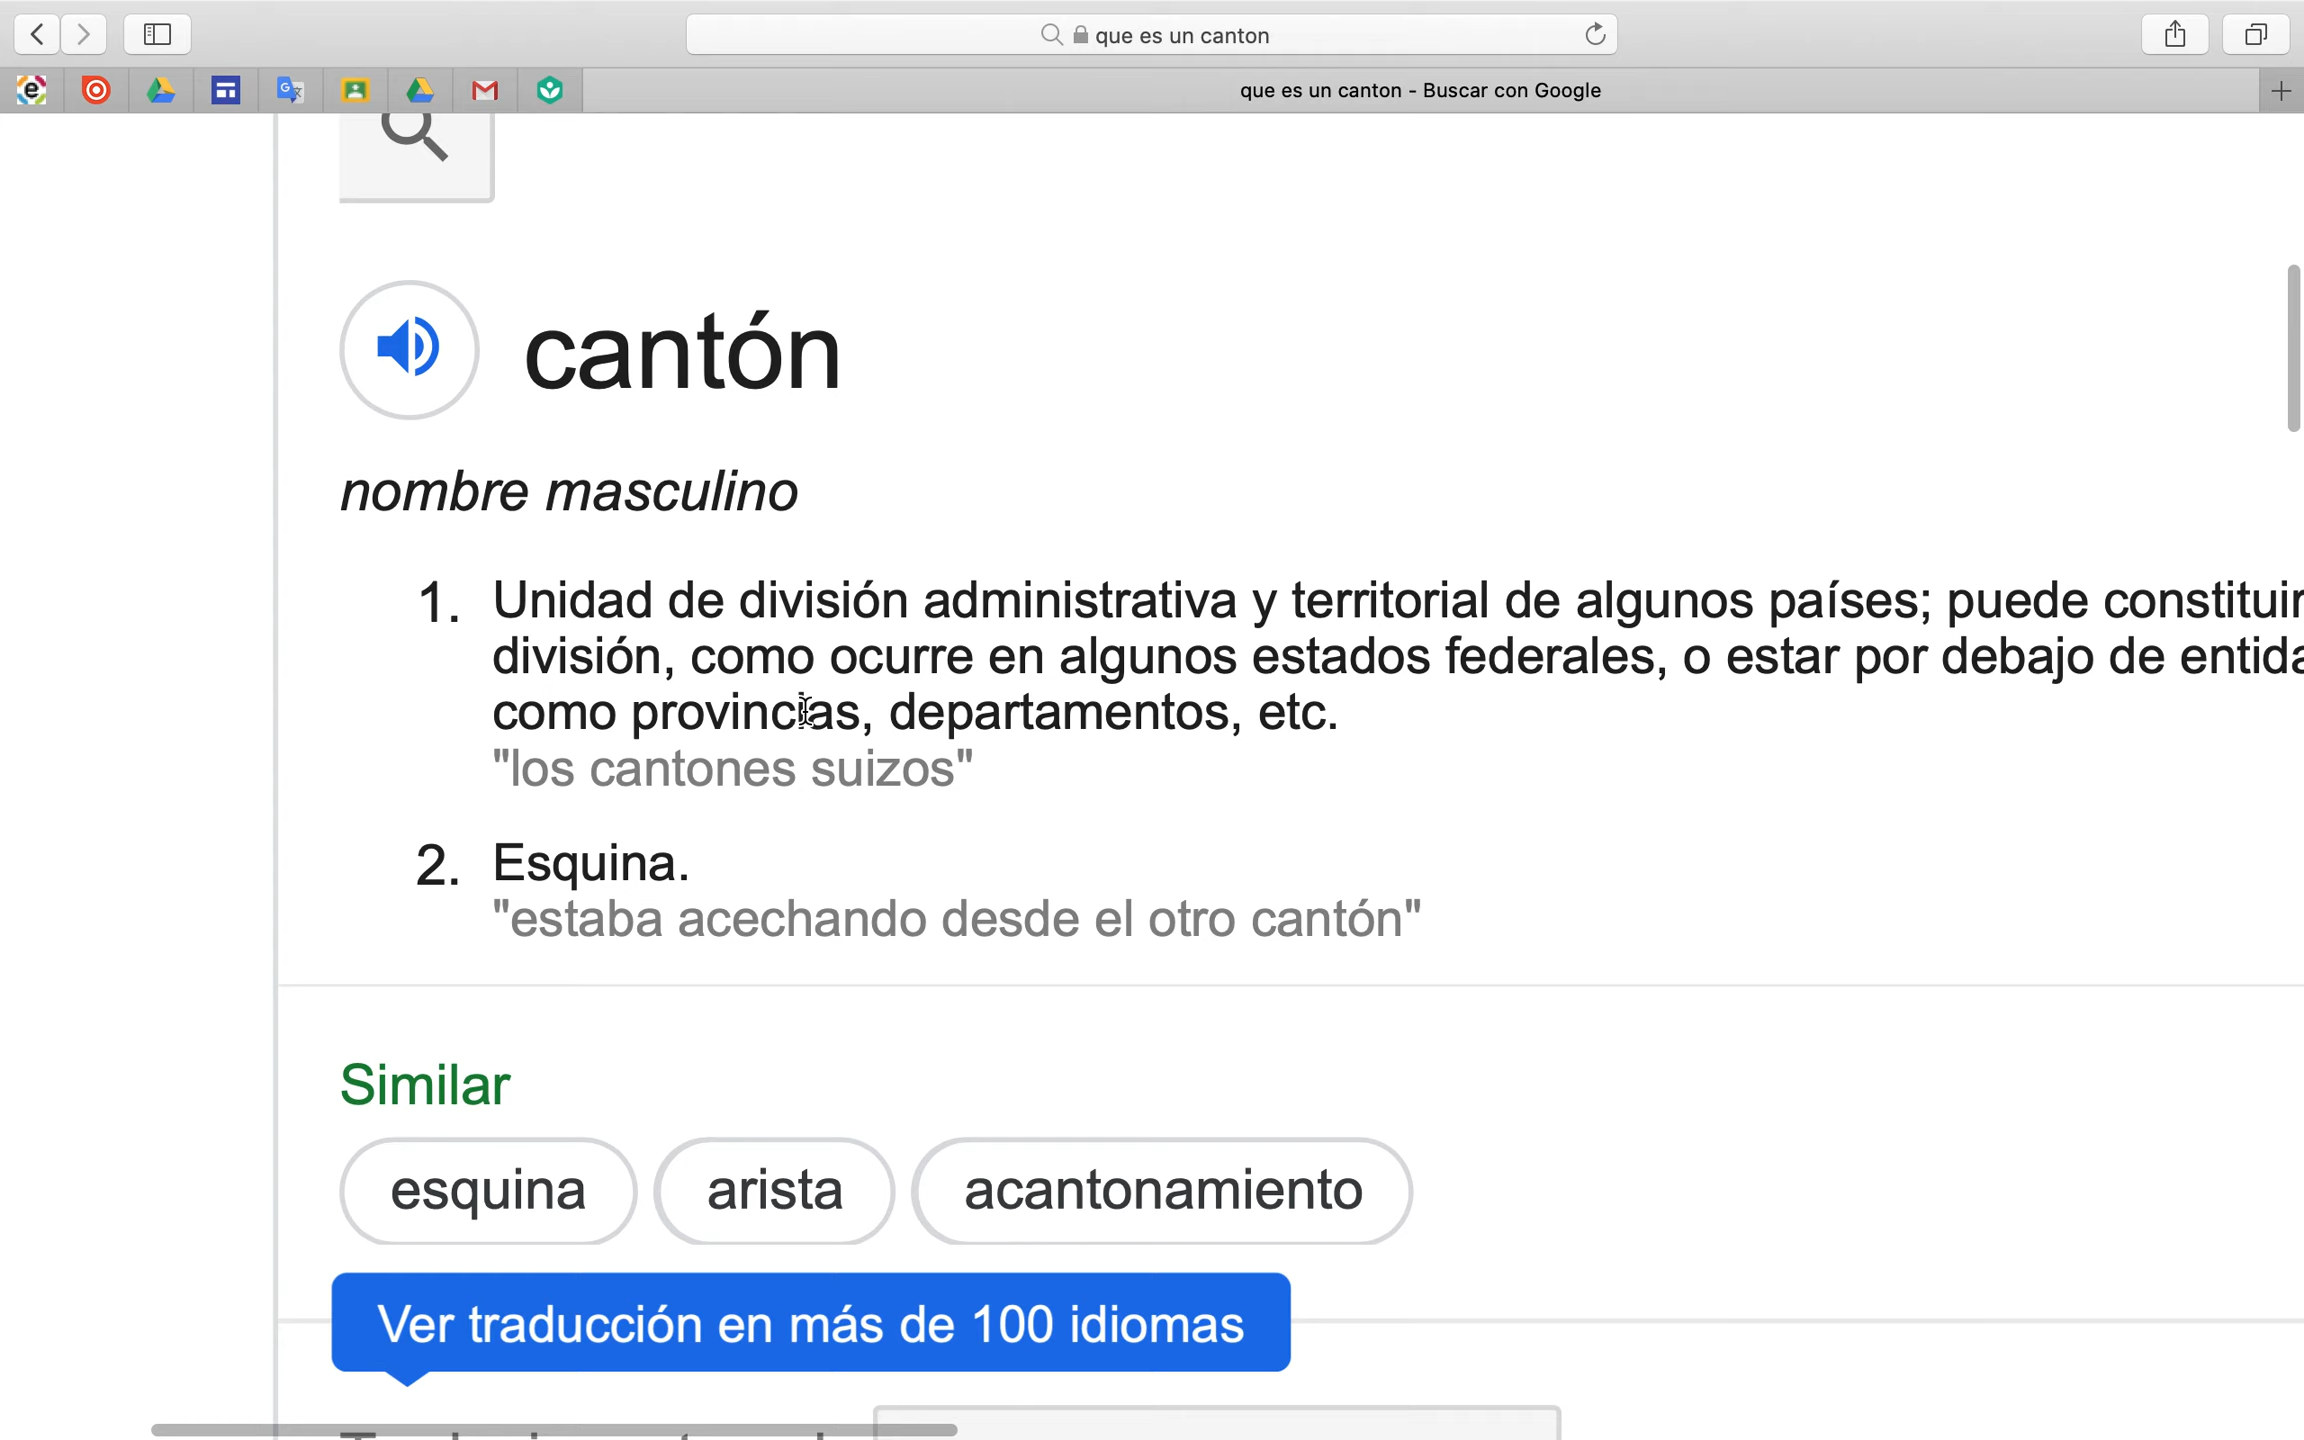 que es un canton
que es un canton - Buscar con Google
cantón
nombre masculino
1. Unidad de división administrativa y territorial de algunos países; puede constituir
división, como ocurre en algunos estados federales, o estar por debajo de
como provincias, departamentos, etc.
"los cantones suizos"
2. Esquina.
"estaba acechando desde el otro cantón"
Similar
esquina arista acantonamiento
Ver traducción en más de 100 idiomas